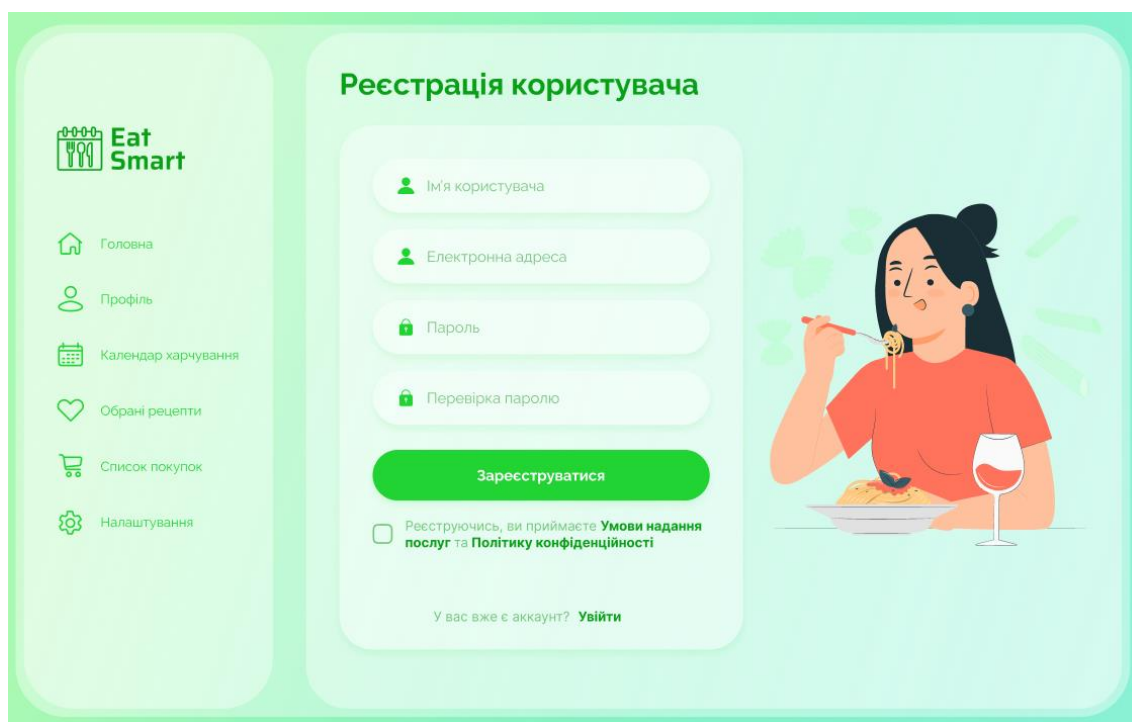 Eat
Smart
Головна
Профіль
Календар харчування
Обрані рецепти
Список покупок
Налаштування
Реєстрація користувача
Ім'я користувача
Електронна адреса
Пароль
Перевірка паролю
Зареєструватися
Реєструючись, ви приймаєте Умови надання
послуг та Політику конфіденційності
У вас вже є аккаунт? Увійти